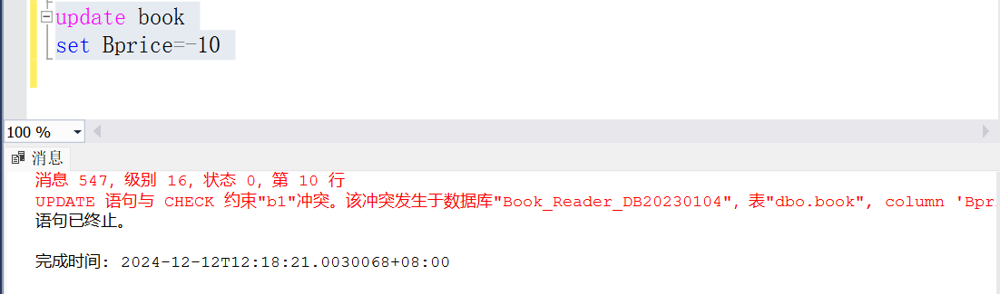 update book
set Bprice=-10
100 %
消息
消息 547，级别 16，状态 0，第 10 行
UPDATE 语句与 CHECK 约束"b1"冲突。该冲突发生于数据库"Book_Reader_DB20230104"，表"dbo.book", column 'Bpri
语句已终止。
完成时间: 2024-12-12T12:18:21.0030068+08:00